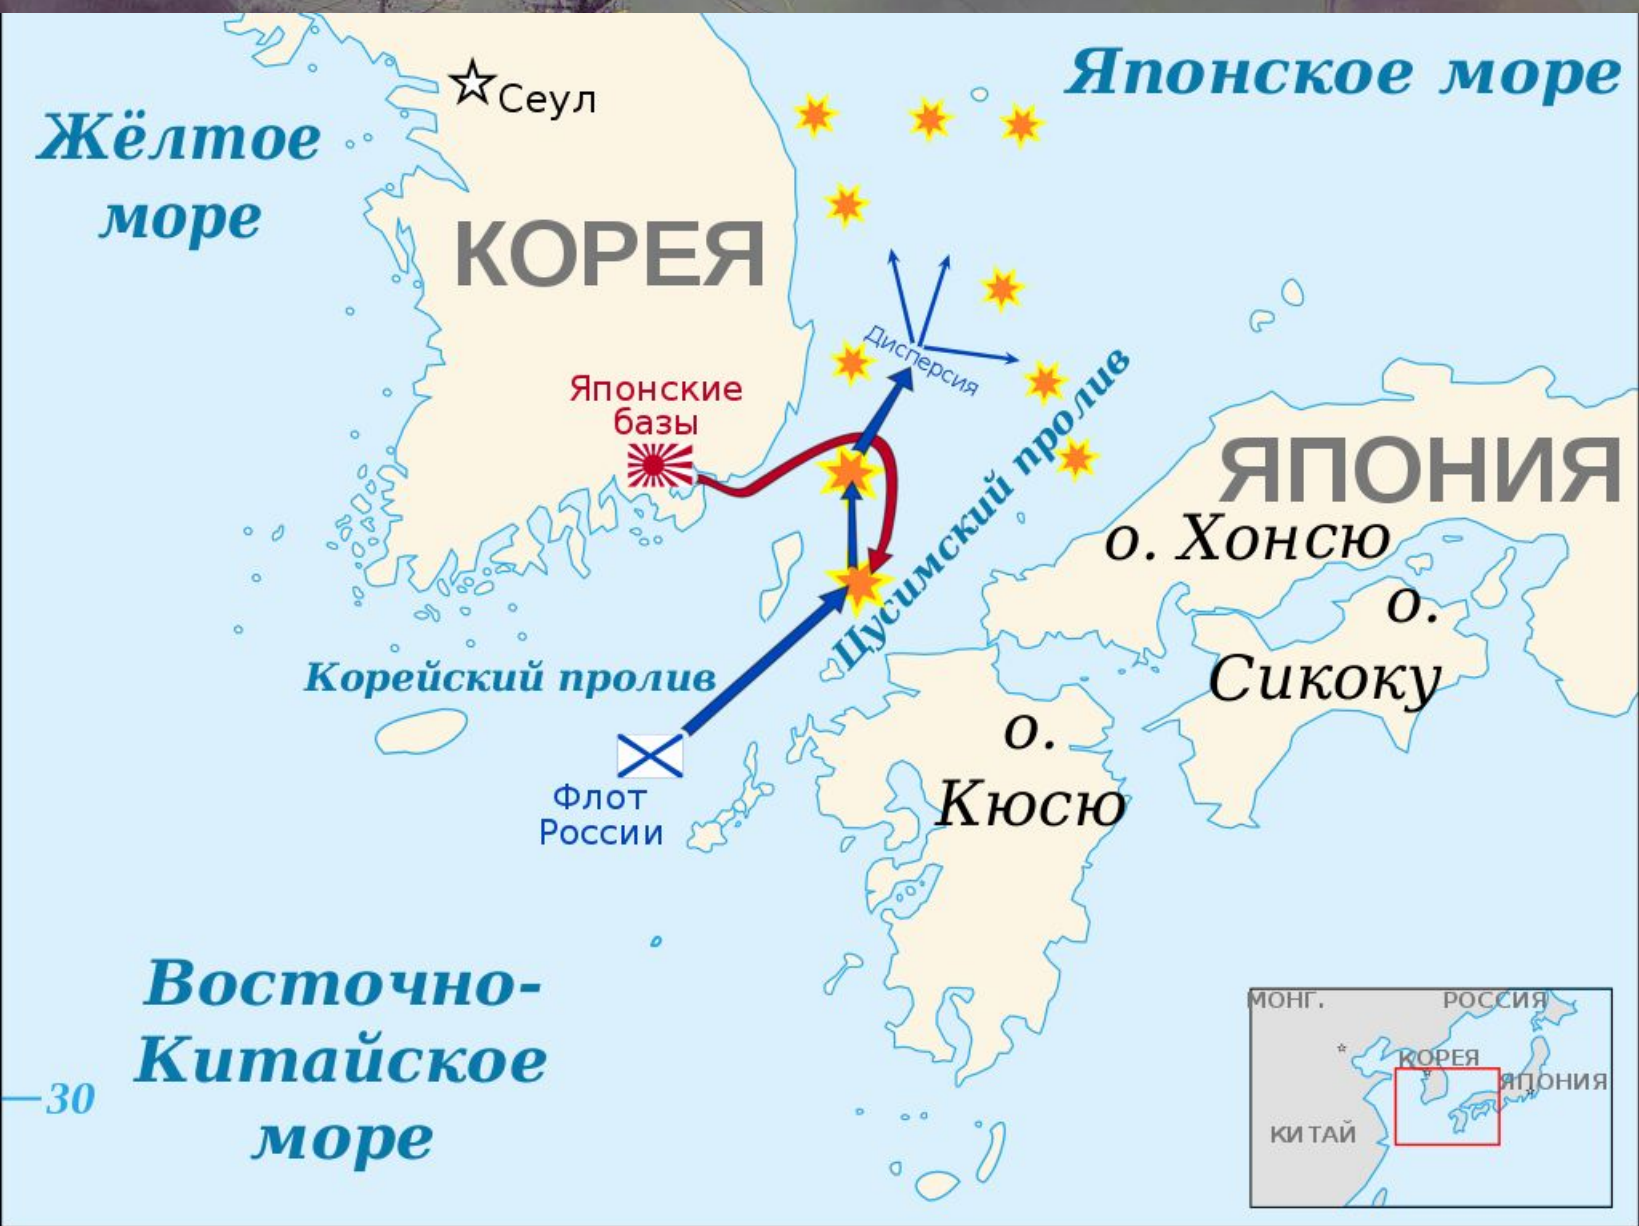 Японское море
Сеул
Жёлтое
море
КОРЕЯ
Дисперсия
Японские
базы
Цусимский пролив
ЯПОНИЯ
о. Хонсю
о.
Сикоку
Корейский пролив
о.
Кюсю
Флот
России
Восточно-
Китайское
море
30
МОНГ.
РОССИЯ
КОРЕЯ
ЯПОНИЯ
КИТАЙ